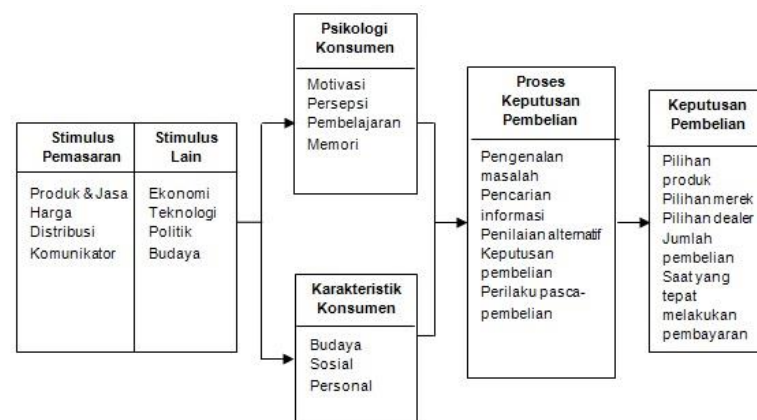 Stimulus
Pemasaran
Produk & Jasa
Harga
Distribusi
Komunikator
Stimulus
Lain
Ekonomi
Teknologi
Politik
Budaya
Psikologi
Konsumen
Motivasi
Persepsi
Pembelajaran
Memori
Karakteristik
Konsumen
Budaya
Sosial
Personal
Proses
Keputusan
Pembelian
Pengenalan
masalah
Pencarian
informasi
Penilaian alternatif
Keputusan
pembelian
Perilaku pasca-
pembelian
Keputusan
Pembelian
Pilihan
produk
Pilihan merek
Pilihan dealer
Jumlah
pembelian
Saat yang
tepat
melakukan
pembayaran